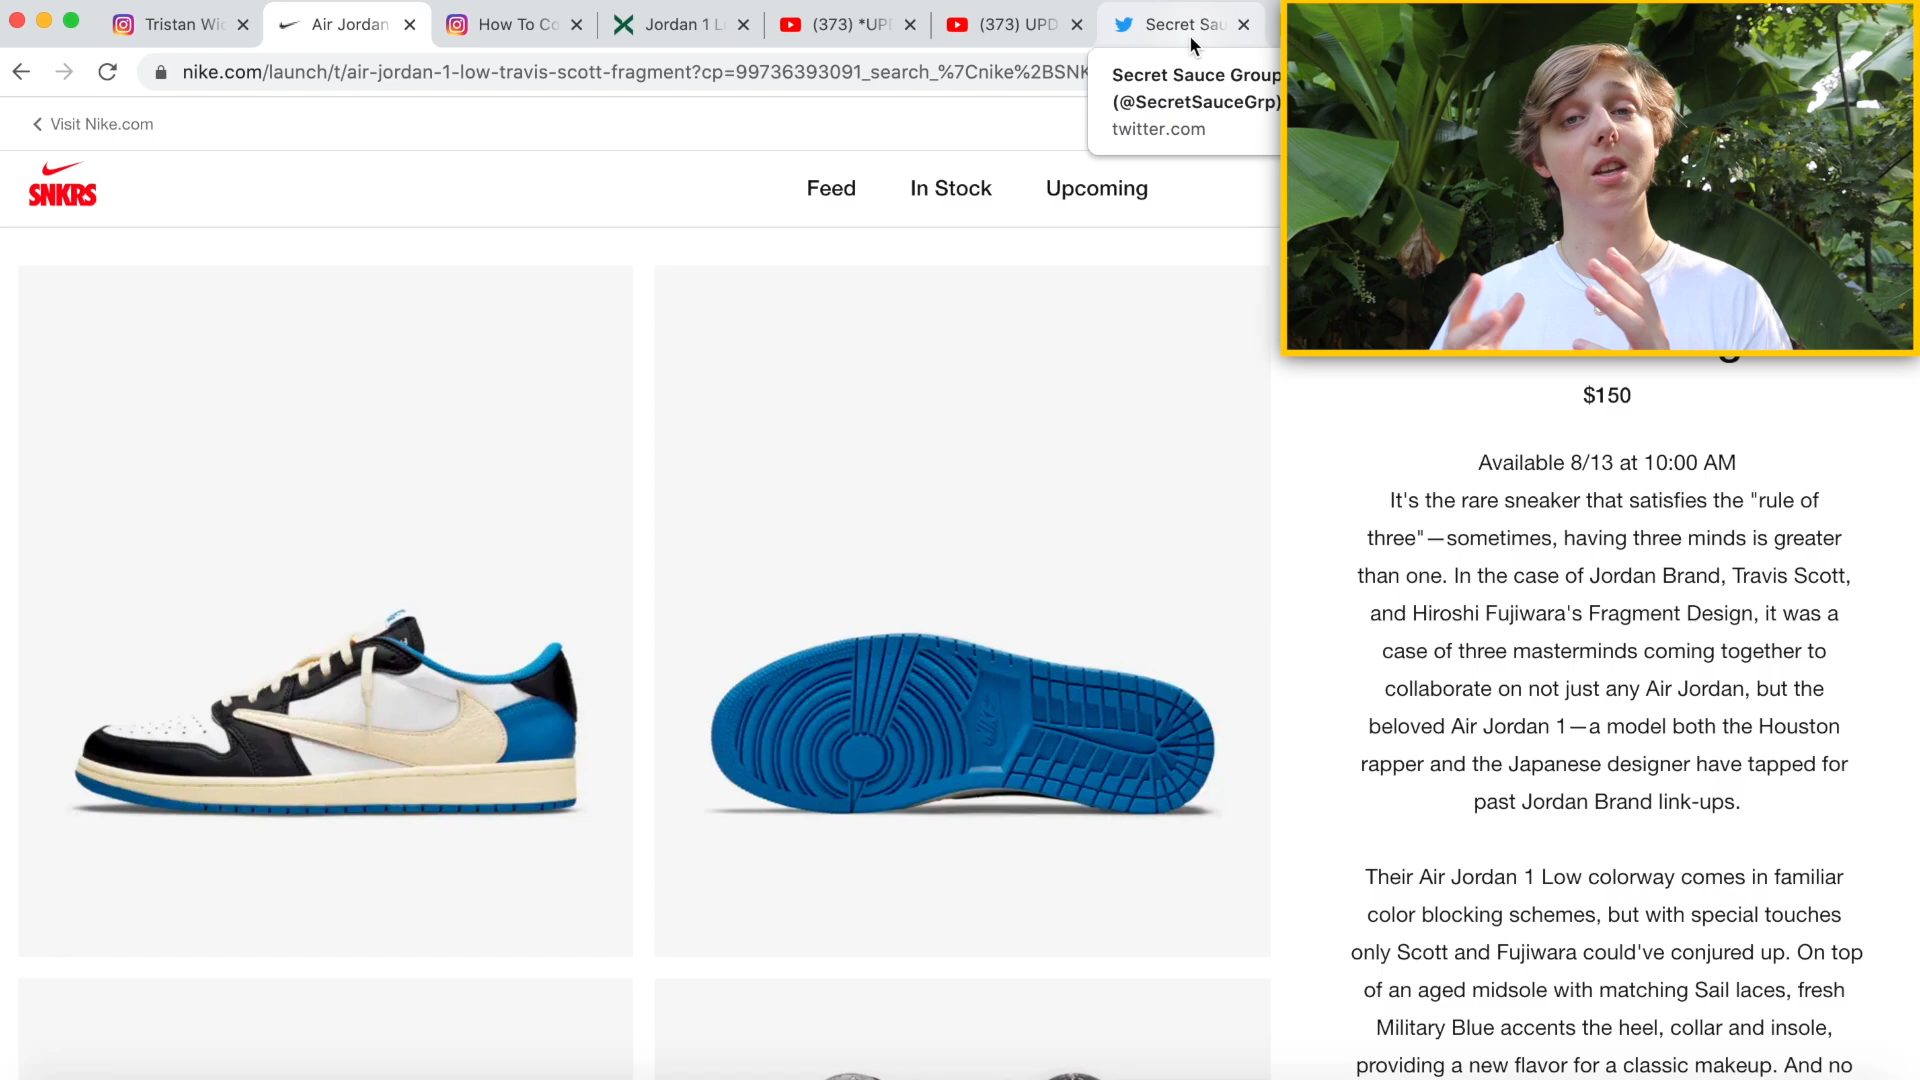 Tristan Wi
Air Jordan
How To Co
Jordan 1 L
(373) *UP
(373) UPD
Secret Sau
nike.com/launch/t/air-jordan-1-low-travis-scott-fragment?cp=99736393091_search_%7Cnike%2BSNK
Secret Sauce Group
(@SecretSauceGrp)
twitter.com
Visit Nike.com
SNKRS
Feed
In Stock
Upcoming
$150
Available 8/13 at 10:00 AM
It's the rare sneaker that satisfies the "rule of
three"—sometimes, having three minds is greater
than one. In the case of Jordan Brand, Travis Scott,
and Hiroshi Fujiwara's Fragment Design, it was a
case of three masterminds coming together to
collaborate on not just any Air Jordan, but the
beloved Air Jordan 1—a model both the Houston
rapper and the Japanese designer have tapped for
past Jordan Brand link-ups.
Their Air Jordan 1 Low colorway comes in familiar
color blocking schemes, but with special touches
only Scott and Fujiwara could've conjured up. On top
of an aged midsole with matching Sail laces, fresh
Military Blue accents the heel, collar and insole,
providing a new flavor for a classic makeup. And no